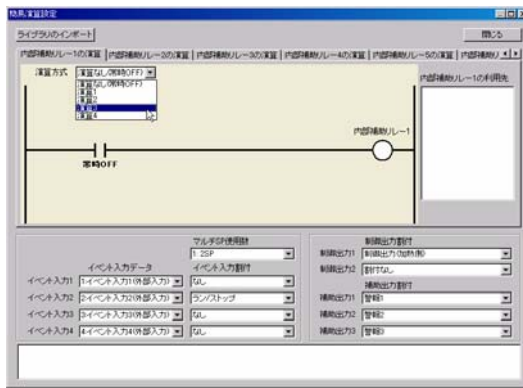 簡易演算設定
ライブラリのインポート 閉じる
内部補助リレー1の演算 内部補助リレー2の演算 内部補助リレー3の演算 内部補助リレー4の演算 内部補助リレー5の演算 内部補助リ
演算方式 演算なし(常時OFF) 内部補助リレー1の利用先
演算なし(常時OFF)
演算1
演算2
演算3
演算4
内部補助リレー1
常時OFF
マルチSP使用数 制御出力割付
1 2SP 制御出力1 制御出力(加熱側)
イベント入力データ イベント入力割付 制御出力2 割付なし
イベント入力1 1:イベント入力1(外部入力) なし 補助出力割付
イベント入力2 2:イベント入力2(外部入力) ラン/ストップ 補助出力1 警報1
イベント入力3 3:イベント入力3(外部入力) なし 補助出力2 警報2
イベント入力4 4:イベント入力4(外部入力) なし 補助出力3 警報3